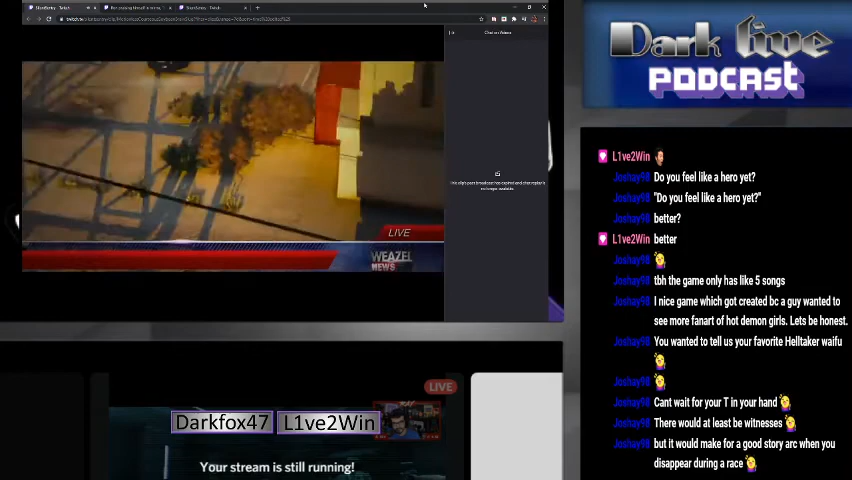 Dark live
PODCAST
LIVE
WEAZEL
NEWS
L1ve2Win
Joshay98 Do you feel like a hero yet?
Joshay98 "Do you feel like a hero yet?"
Joshay98 better?
L1ve2Win better
Joshay98
Joshay98 tbh the game only has like 5 songs
Joshay98 I nice game which got created bc a guy wanted to
see more fanart of hot demon girls. Lets be honest.
Joshay98 You wanted to tell us your favorite Helltaker waifu
Joshay98
Joshay98 Cant wait for your T in your hand
Joshay98 There would at least be witnesses
Joshay98 but it would make for a good story arc when you
disappear during a race
LIVE
Darkfox47 L1ve2Win
Your stream is still running!